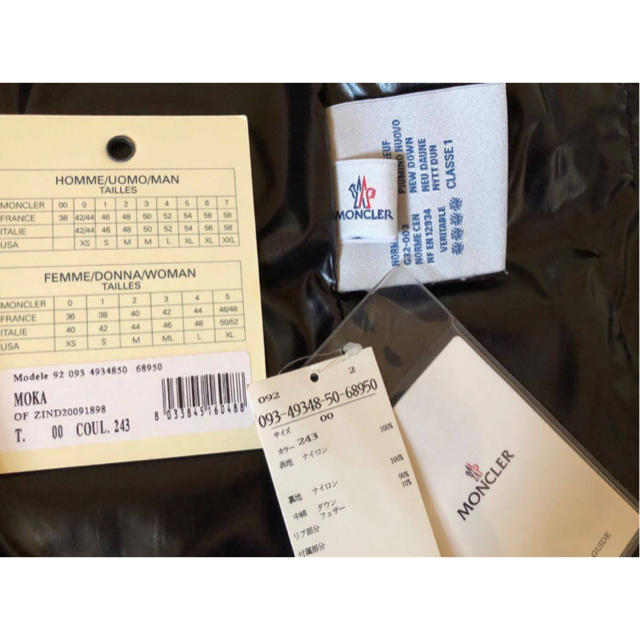 HOMME/UOMO/MAN
TAILLES
MONCLER 00 0 1 2 3 4 5 6 7
FRANCE 38 42/44 46 48 50 52 54 56 58
ITALIE 42/44 46 48 50 52 54 56 58
USA XS S M M L XL XL XXL
FEMME/DONNA/WOMAN
TAILLES
MONCLER 0 1 2 3 4 5
FRANCE 36 38 40 42 44 46/48
ITALIE 40 42 44 46 48 50/52
USA XS S M ML L XL
Modele 92 093 4934850 68950
MOKA
OF ZIND20091898
T. 00 COUL. 243
8 033845 160488
MONCLER
PIUMINO NUOVO
NEW DOWN
NEU DAUNE
NYTT DUN
CLASSE 1
G32-003
NORME CEN
NF EN 12934
VERITABLE
092 2
093-49348-50-68950
サイズ 00
カラー 243
表地 ナイロン 100%
裏地 ナイロン 100%
中綿 ダウン 90%
フェザー 10%
リブ部分
付属部分
MONCLER
GUIDE